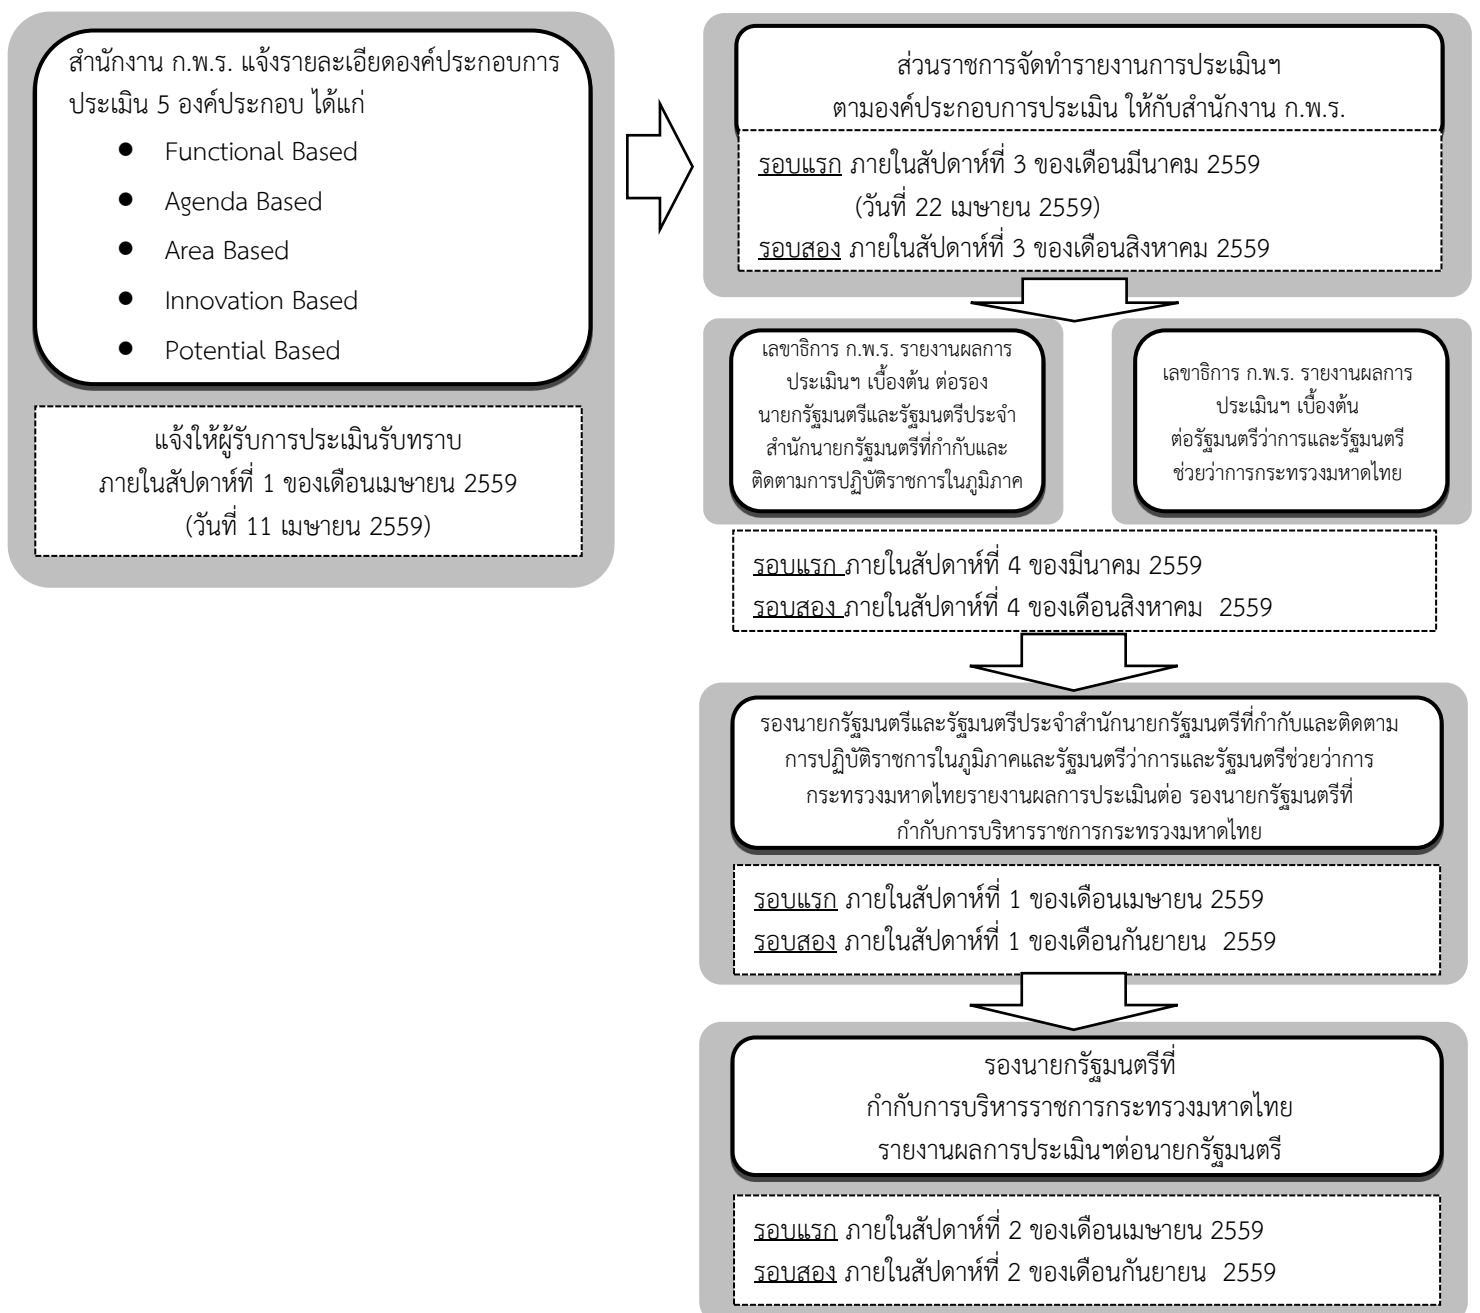 สำนักงาน ก.พ.ร. แจ้งรายละเอียดองค์ประกอบการ
ประเมิน 5 องค์ประกอบ ได้แก่
● Functional Based
● Agenda Based
● Area Based
● Innovation Based
● Potential Based
แจ้งให้ผู้รับการประเมินรับทราบ
ภายในสัปดาห์ที่ 1 ของเดือนเมษายน 2559
(วันที่ 11 เมษายน 2559)
ส่วนราชการจัดทำรายงานการประเมินฯ
ตามองค์ประกอบการประเมิน ให้กับสำนักงาน ก.พ.ร.
รอบแรก ภายในสัปดาห์ที่ 3 ของเดือนมีนาคม 2559
(วันที่ 22 เมษายน 2559)
รอบสอง ภายในสัปดาห์ที่ 3 ของเดือนสิงหาคม 2559
เลขาธิการ ก.พ.ร. รายงานผลการ
ประเมินฯ เบื้องต้น ต่อรอง
นายกรัฐมนตรีและรัฐมนตรีประจำ
สำนักนายกรัฐมนตรีที่กำกับและ
ติดตามการปฏิบัติราชการในภูมิภาค
เลขาธิการ ก.พ.ร. รายงานผลการ
ประเมินฯ เบื้องต้น
ต่อรัฐมนตรีว่าการและรัฐมนตรี
ช่วยว่าการกระทรวงมหาดไทย
รอบแรก ภายในสัปดาห์ที่ 4 ของมีนาคม 2559
รอบสอง ภายในสัปดาห์ที่ 4 ของเดือนสิงหาคม 2559
รองนายกรัฐมนตรีและรัฐมนตรีประจำสำนักนายกรัฐมนตรีที่กำกับและติดตาม
การปฏิบัติราชการในภูมิภาคและรัฐมนตรีว่าการและรัฐมนตรีช่วยว่าการ
กระทรวงมหาดไทยรายงานผลการประเมินต่อ รองนายกรัฐมนตรีที่
กำกับการบริหารราชการกระทรวงมหาดไทย
รอบแรก ภายในสัปดาห์ที่ 1 ของเดือนเมษายน 2559
รอบสอง ภายในสัปดาห์ที่ 1 ของเดือนกันยายน 2559
รองนายกรัฐมนตรีที่
กำกับการบริหารราชการกระทรวงมหาดไทย
รายงานผลการประเมินฯต่อนายกรัฐมนตรี
รอบแรก ภายในสัปดาห์ที่ 2 ของเดือนเมษายน 2559
รอบสอง ภายในสัปดาห์ที่ 2 ของเดือนกันยายน 2559